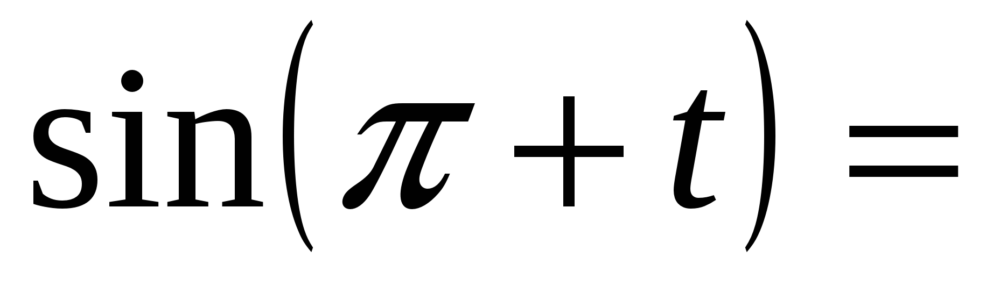 sin(π + t) =